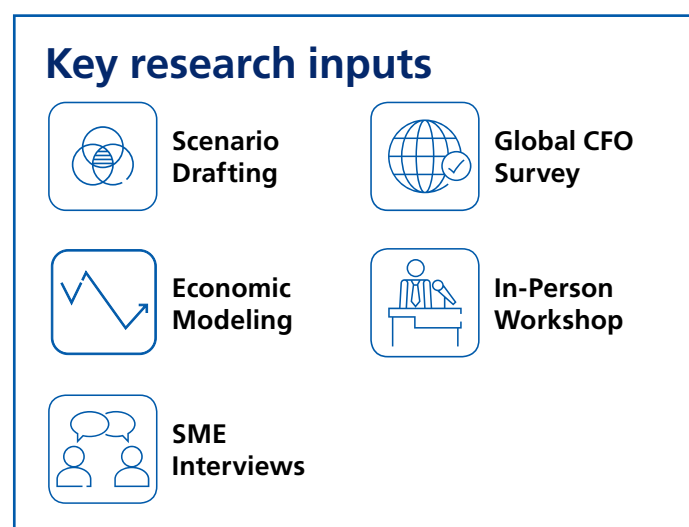 Key research inputs
Scenario
Drafting
Global CFO
Survey
Economic
Modeling
In-Person
Workshop
SME
Interviews